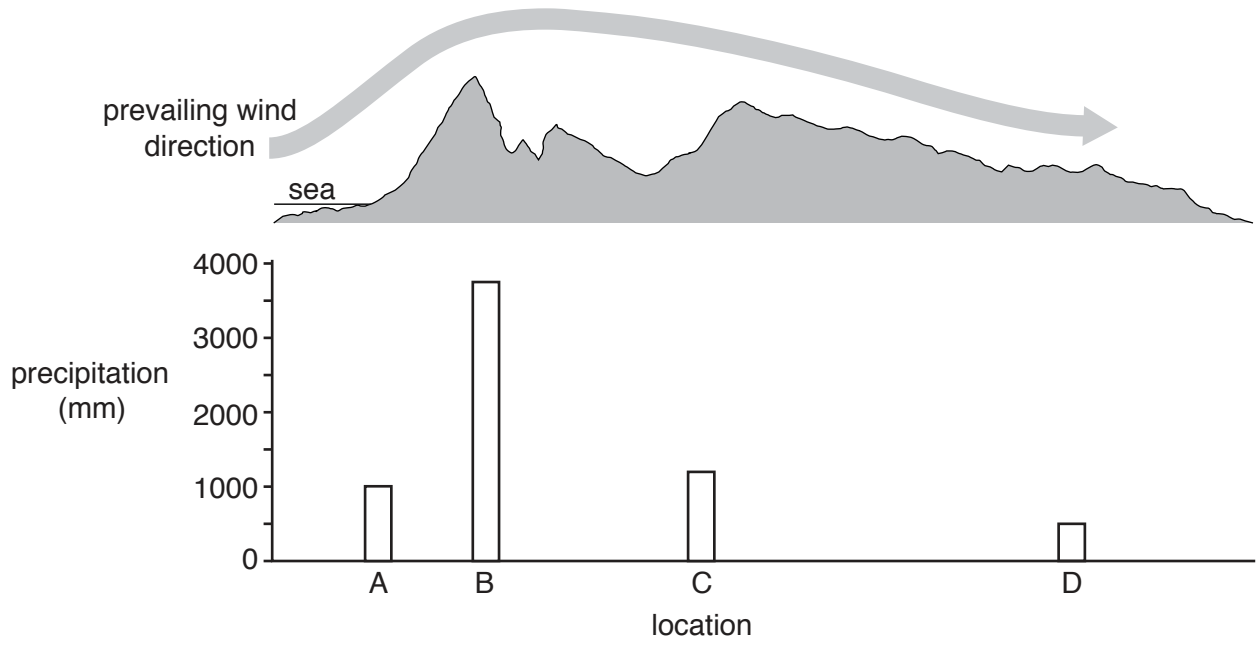 prevailing wind
direction
sea
4000
3000
2000
1000
0
precipitation
(mm)
A B C D
location